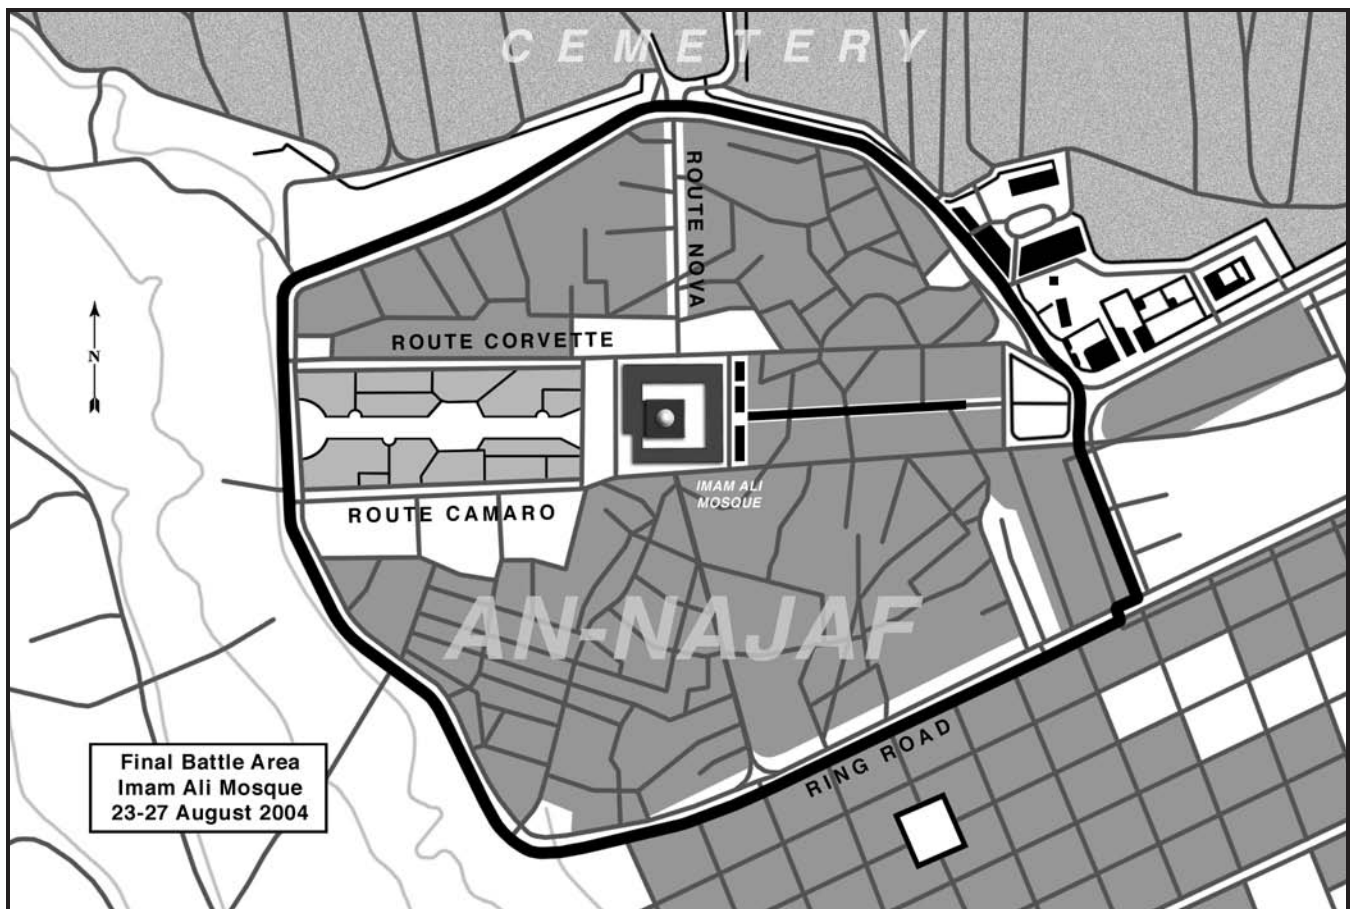 CEMETERY
ROUTE NOVA
ROUTE CORVETTE
N
IMAM ALI
MOSQUE
ROUTE CAMARO
AN-NAJAF
RING ROAD
Final Battle Area
Imam Ali Mosque
23-27 August 2004